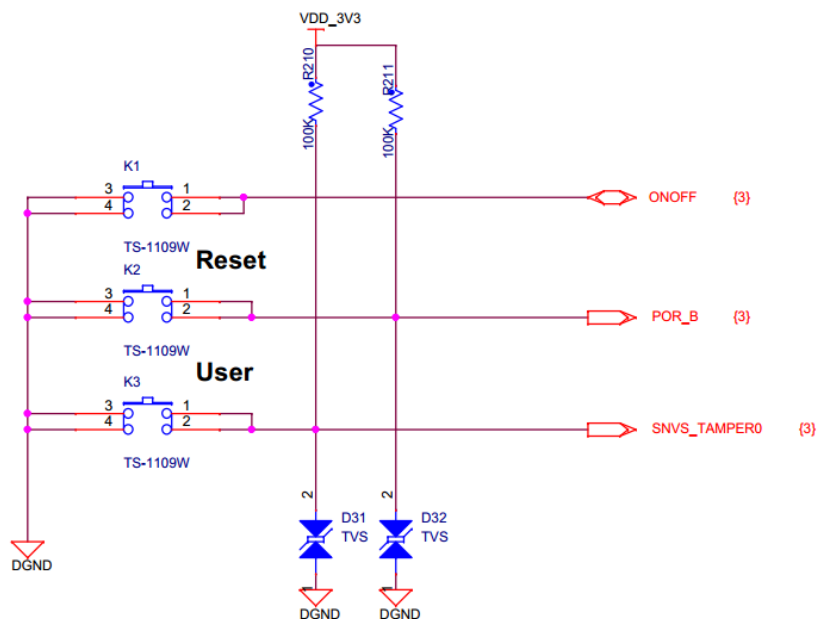 VDD_3V3
R210
100K
R211
100K
K1
3 1
4 2
ONOFF {3}
TS-1109W
Reset
K2
3 1
4 2
POR_B {3}
TS-1109W
User
K3
3 1
4 2
SNVS_TAMPER0 {3}
TS-1109W
2 D31
TVS
1
2 D32
TVS
1
DGND
DGND
DGND